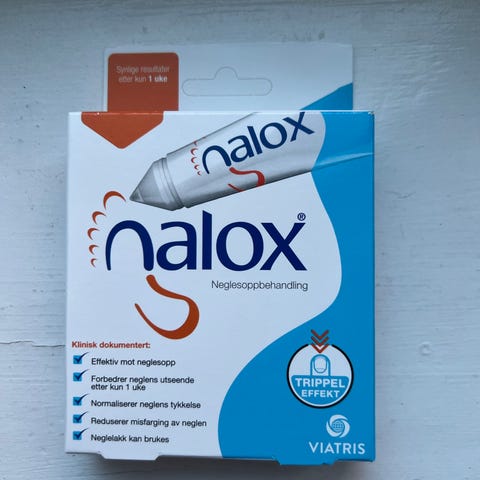 Synlige resultater
etter kun 1 uke
nalox
nalox®
Neglesoppbehandling
Klinisk dokumentert:
Effektiv mot neglesopp
Forbedrer neglens utseende
etter kun 1 uke
Normaliserer neglens tykkelse
Reduserer misfarging av neglen
Neglelakk kan brukes
TRIPPEL
EFFEKT
VIATRIS